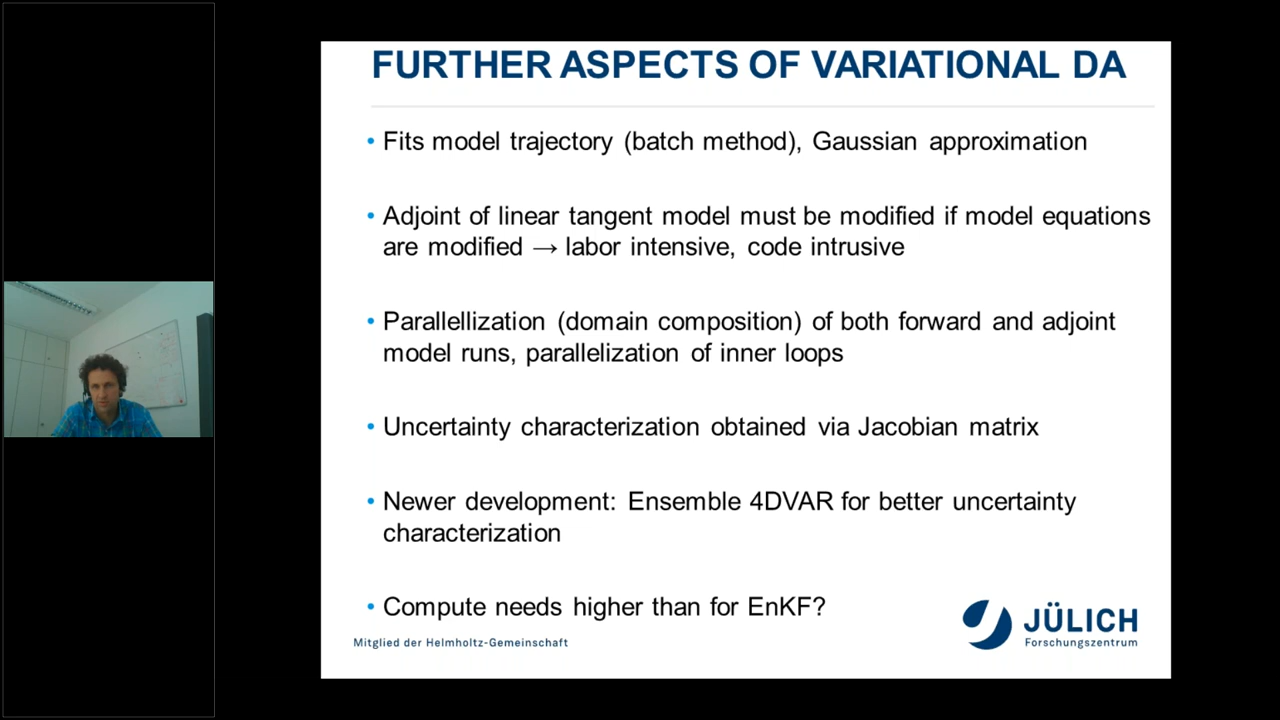 FURTHER ASPECTS OF VARIATIONAL DA
• Fits model trajectory (batch method), Gaussian approximation
• Adjoint of linear tangent model must be modified if model equations
are modified → labor intensive, code intrusive
• Parallellization (domain composition) of both forward and adjoint
model runs, parallelization of inner loops
• Uncertainty characterization obtained via Jacobian matrix
• Newer development: Ensemble 4DVAR for better uncertainty
characterization
• Compute needs higher than for EnKF?
Mitglied der Helmholtz-Gemeinschaft
JÜLICH
Forschungszentrum